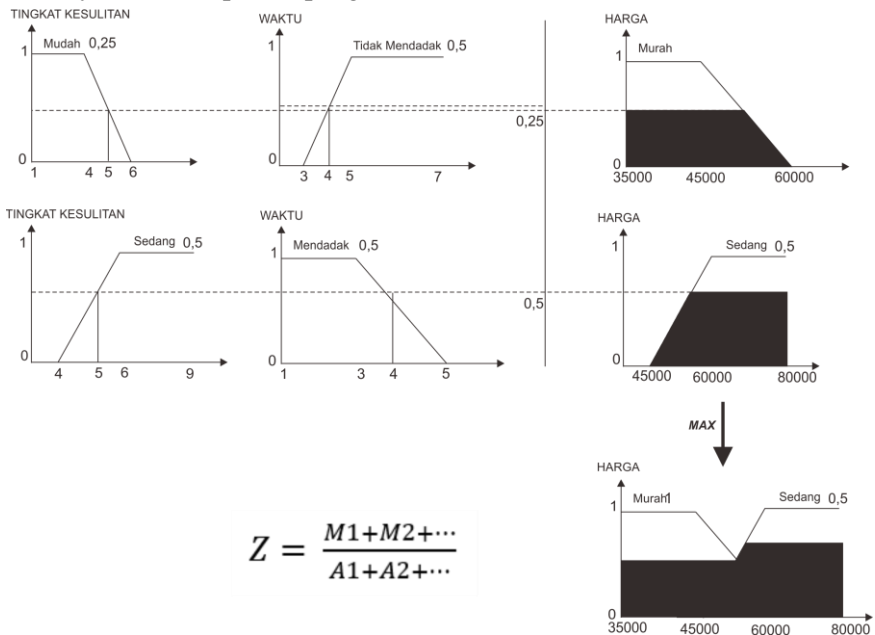 TINGKAT KESULITAN
1 Mudah 0,25
0
1 4 5 6
WAKTU
1 Tidak Mendadak 0,5
0
3 4 5 7
0,25
HARGA
1 Murah
0
35000 45000 60000
TINGKAT KESULITAN
1 Sedang 0,5
0
4 5 6 9
WAKTU
1 Mendadak 0,5
0
1 3 4 5
0,5
HARGA
1 Sedang 0,5
0
45000 60000 80000
MAX
HARGA
1 Murah1 Sedang 0,5
0
35000 45000 60000 80000
Z = M1+M2+⋯ / A1+A2+⋯